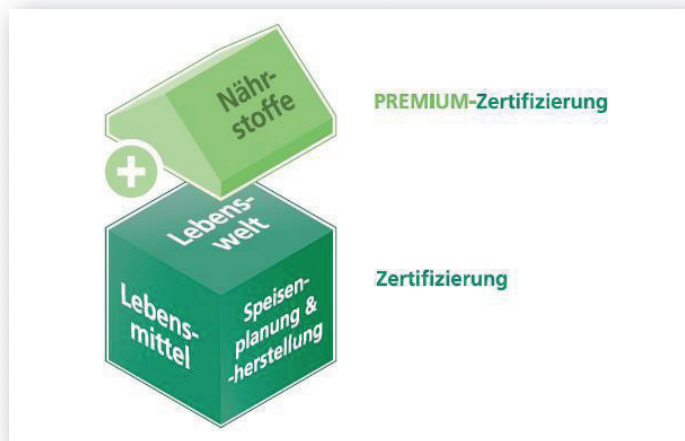 Nähr-
stoffe
PREMIUM-Zertifizierung
+
Lebens-
welt
Lebens-
mittel
Speisen-
planung &
-herstellung
Zertifizierung